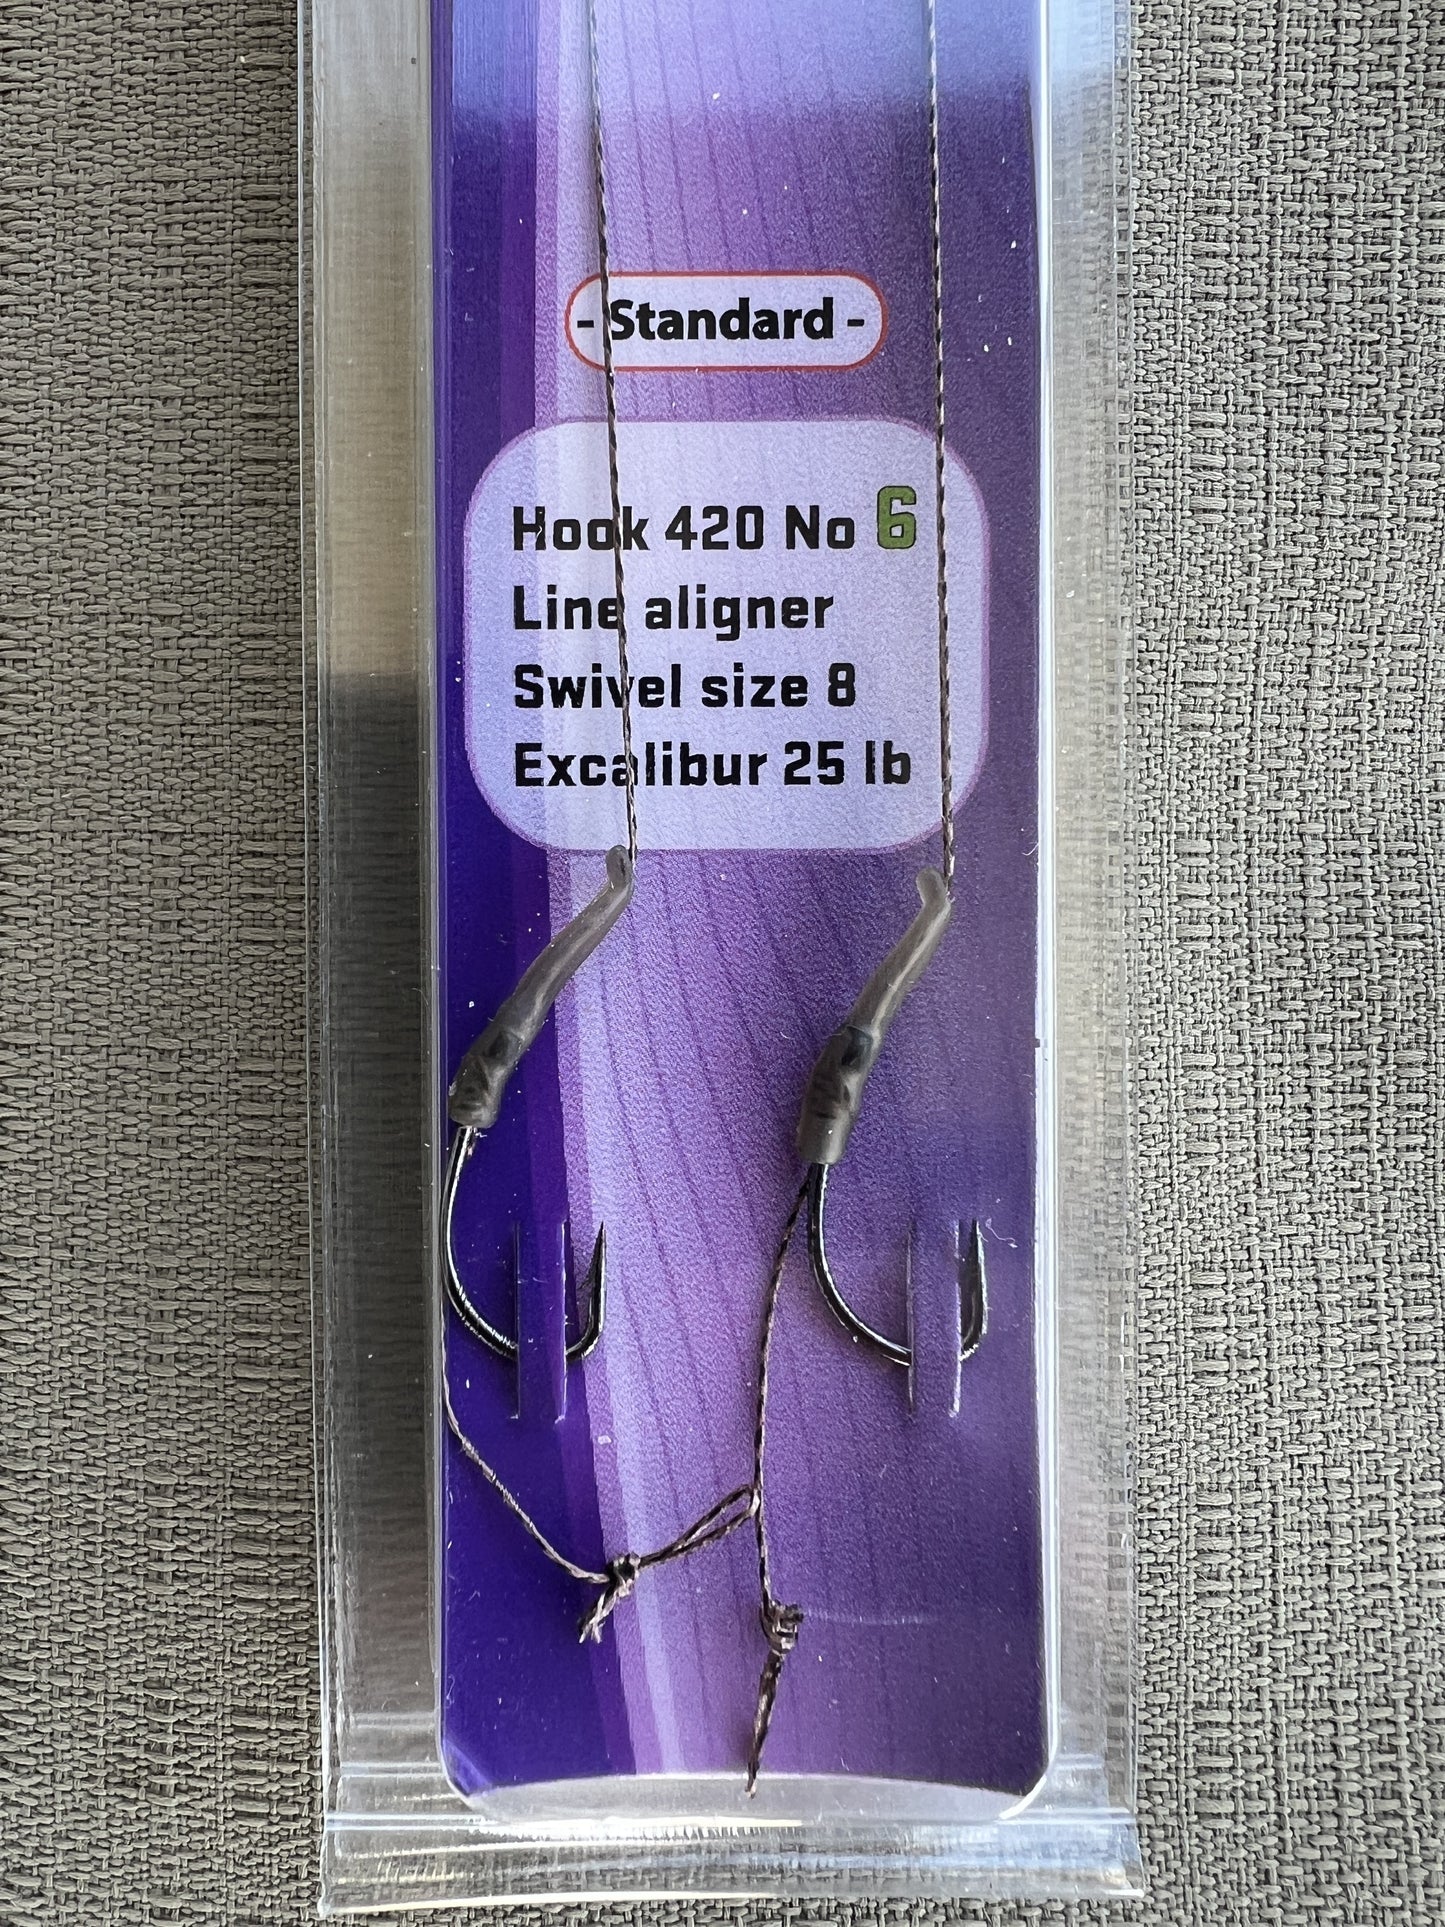 - Standard -
Hook 420 No 6
Line aligner
Swivel size 8
Excalibur 25 lb